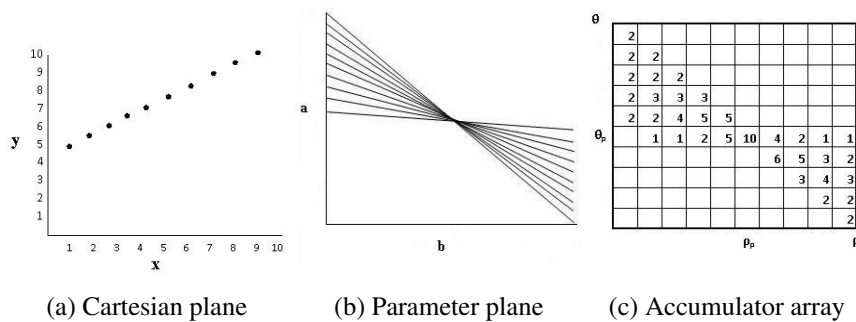 10
9
8
7
6
5
4
3
2
1
y
1 2 3 4 5 6 7 8 9 10
x
a
b
θ
2
2 2
2 2 2
2 3 3 3
2 2 4 5 5
θp 1 1 2 5 10 4 2 1 1
6 5 3 2
3 4 3
2 2
2
ρp ρ
(a) Cartesian plane
(b) Parameter plane
(c) Accumulator array